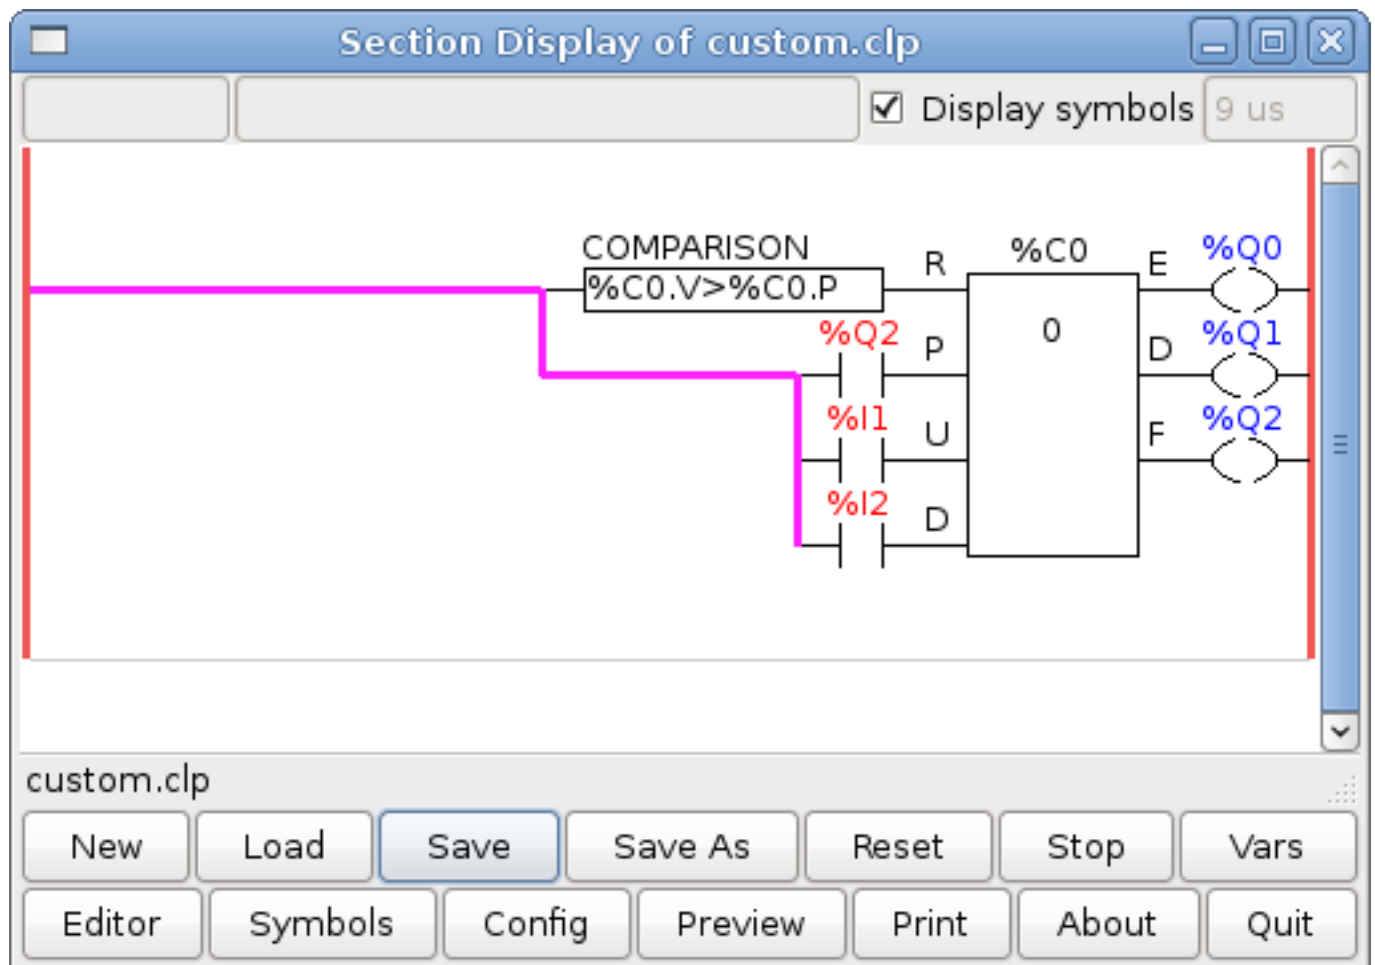 Section Display of custom.clp
Display symbols 9 us
COMPARISON R %C0 E %Q0
%C0.V>%C0.P
%Q2 P 0 D %Q1
%I1 U F %Q2
%I2 D
custom.clp
New Load Save Save As Reset Stop Vars
Editor Symbols Config Preview Print About Quit